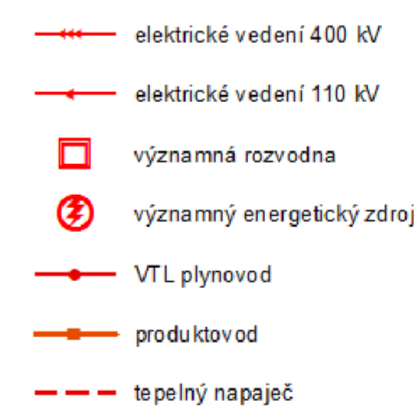 elektrické vedení 400 kV
elektrické vedení 110 kV
významná rozvodna
významný energetický zdroj
VTL plynovod
produktovod
tepelný napaječ